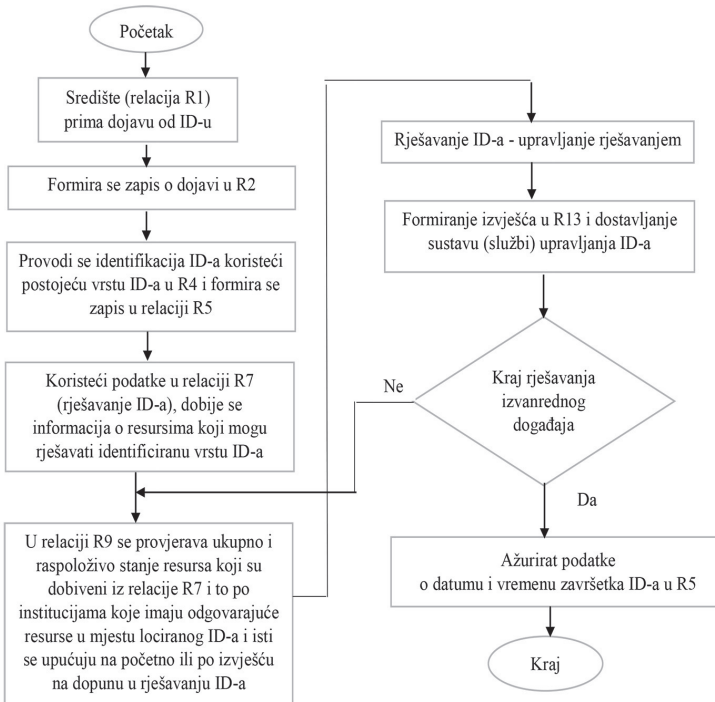 Početak
Središte (relacija R1)
prima dojavu od ID-u
Formira se zapis o dojavi u R2
Provodi se identifikacija ID-a koristeći
postojeću vrstu ID-a u R4 i formira se
zapis u relaciji R5
Koristeći podatke u relaciji R7
(rješavanje ID-a), dobije se
informacija o resursima koji mogu
rješavati identificiranu vrstu ID-a
U relaciji R9 se provjerava ukupno i
raspoloživo stanje resursa koji su
dobiveni iz relacije R7 i to po
institucijama koje imaju odgovarajuće
resurse u mjestu lociranog ID-a i isti
se upućuju na početno ili po izvješću
na dopunu u rješavanju ID-a
Rješavanje ID-a - upravljanje rješavanjem
Formiranje izvješća u R13 i dostavljanje
sustavu (službi) upravljanja ID-a
Kraj rješavanja
izvanrednog
događaja
Ne
Da
Ažurirat podatke
o datumu i vremenu završetka ID-a u R5
Kraj